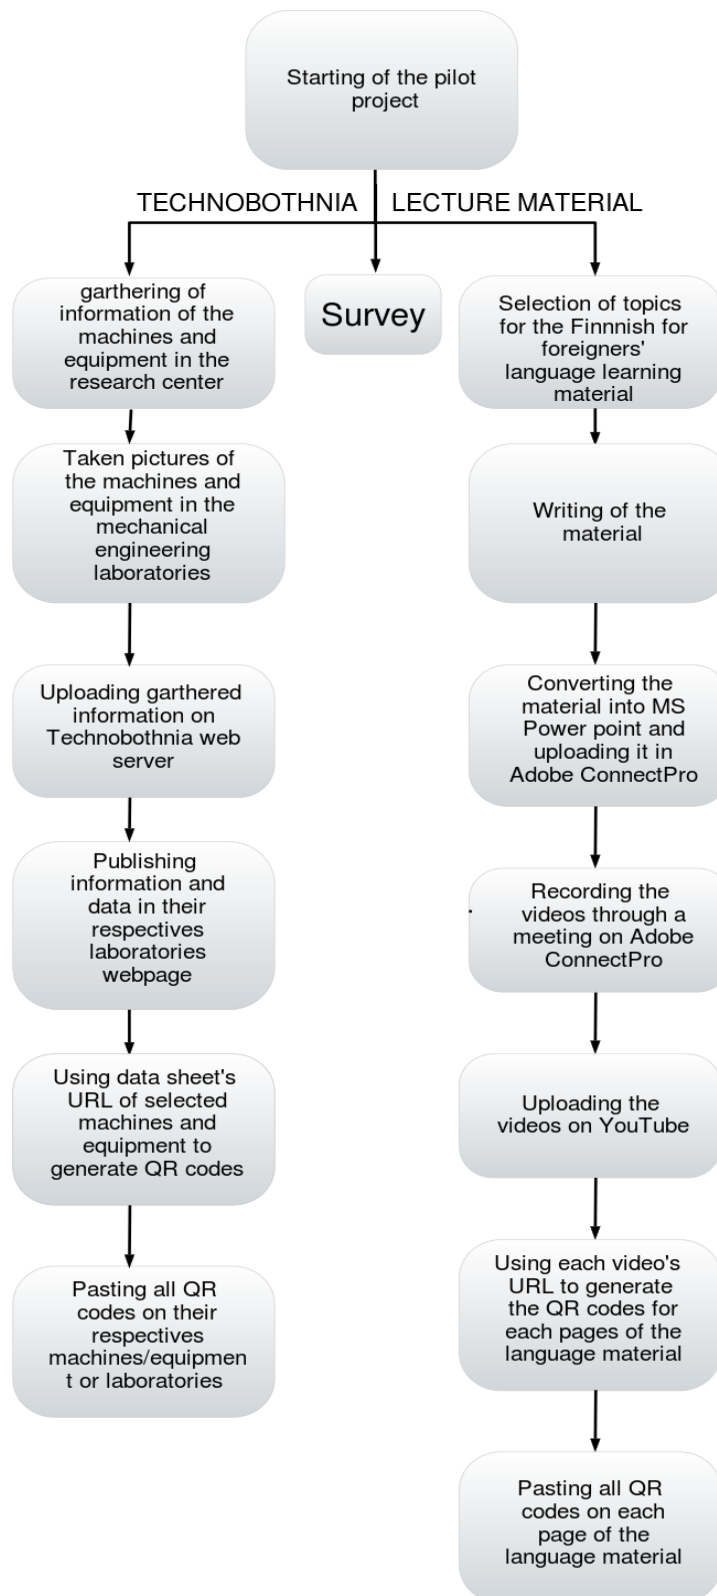 Starting of the pilot
project
TECHNOBOTHNIA
LECTURE MATERIAL
garthering of
information of the
machines and
equipment in the
research center
Survey
Selection of topics
for the Finnnish for
foreigners'
language learning
material
Taken pictures of
the machines and
equipment in the
mechanical
engineering
laboratories
Writing of the
material
Uploading garthered
information on
Technobothnia web
server
Converting the
material into MS
Power point and
uploading it in
Adobe ConnectPro
Publishing
information and
data in their
respectives
laboratories
webpage
Recording the
videos through a
meeting on Adobe
ConnectPro
Using data sheet's
URL of selected
machines and
equipment to
generate QR codes
Uploading the
videos on YouTube
Pasting all QR
codes on their
respectives
machines/equipmen
t or laboratories
Using each video's
URL to generate
the QR codes for
each pages of the
language material
Pasting all QR
codes on each
page of the
language material